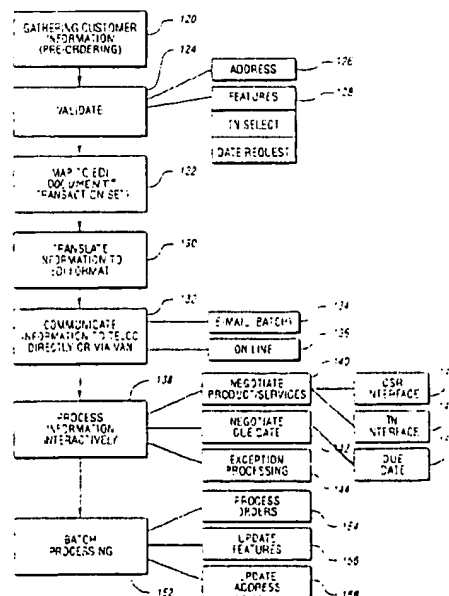 120
GATHERING CUSTOMER
INFORMATION
(PRE-ORDERING)
124
VALIDATE
ADDRESS
126
FEATURES
128
TN SELECT
DATE REQUEST
MAP TO EDI
DOCUMENT
TRANSACTION SET
122
TRANSLATE
INFORMATION TO
EDI FORMAT
130
132
COMMUNICATE
INFORMATION TO TELCO
DIRECTLY OR VIA VAN
E-MAIL (BATCH)
134
ON LINE
136
138
PROCESS
INFORMATION
INTERACTIVELY
140
NEGOTIATE
PRODUCT/SERVICES
NEGOTIATE
DUE DATE
142
EXCEPTION
PROCESSING
144
CSR
INTERFACE
TN
INTERFACE
DUE
DATE
BATCH
PROCESSING
152
PROCESS
ORDERS
154
UPDATE
FEATURES
156
UPDATE
ADDRESS
158